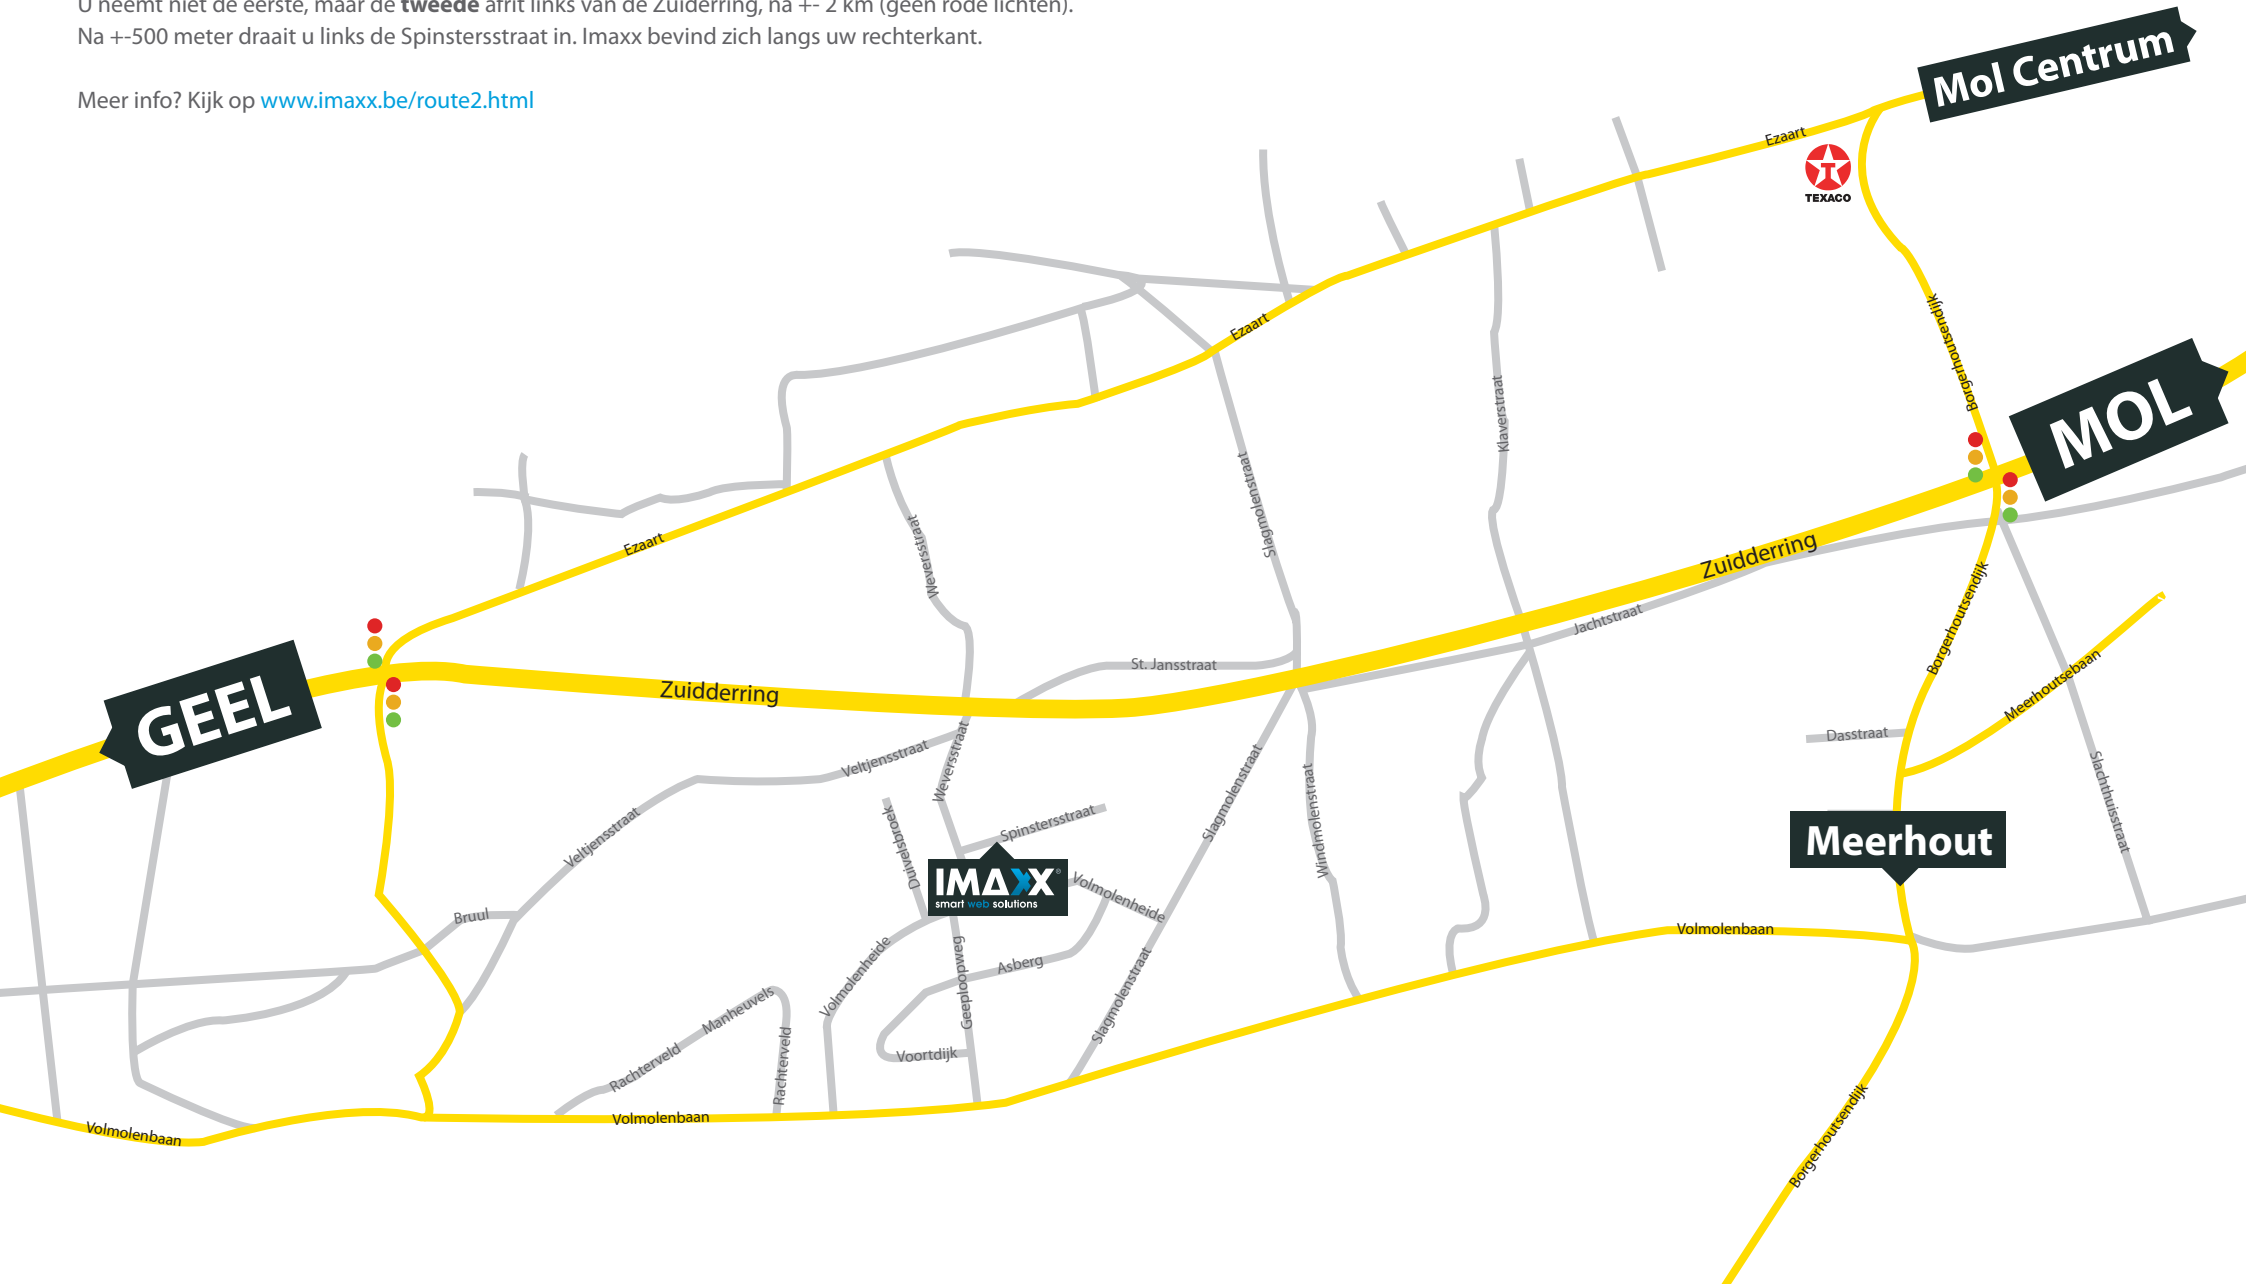 U neemt niet de eerste, maar de tweede afrit links van de Zuiderring, na +- 2 km (geen rode lichten).
Na +-500 meter draait u links de Spinstersstraat in. Imaxx bevind zich langs uw rechterkant.
Meer info? Kijk op www.imaxx.be/route2.html
Mol Centrum
Ezaart
TEXACO
Ezaart
Borgerhoutsendijk
MOL
Klaverstraat
Slagmolenstraat
Weversstraat
Ezaart
Zuidderring
Jachtstraat
Borgerhoutsendijk
St. Jansstraat
Meerhoutsebaan
GEEL
Zuidderring
Dasstraat
Veltjensstraat
Weversstraat
Slagmolenstraat
Windmolenstraat
Slachthuisstraat
Spinstersstraat
Veltjensstraat
Duivelsbroek
Meerhout
IMAXX®
smart web solutions
Volmolenheide
Bruul
Volmolenbaan
Volmolenheide
Geeploopweg
Asberg
Slagmolenstraat
Manheuvels
Rachterveld
Rachterveld
Voortdijk
Volmolenbaan
Volmolenbaan
Borgerhoutsendijk